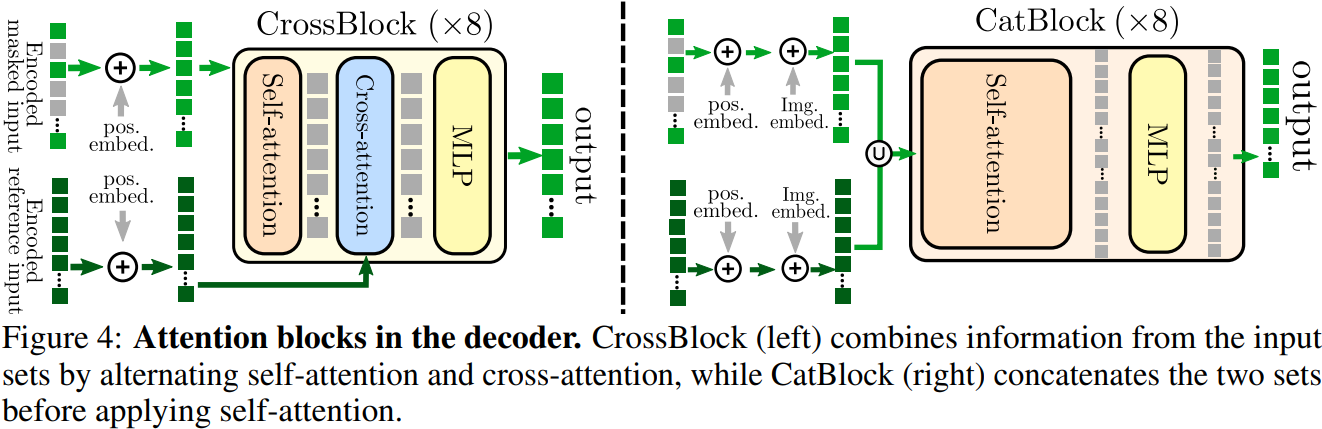 CrossBlock (×8)
Encoded
masked input
pos.
embed.
Self-attention
Cross-attention
MLP
output
Encoded
reference input
pos.
embed.
CatBlock (×8)
pos.
embed.
Img.
embed.
∪
Self-attention
MLP
output
pos.
embed.
Img.
embed.
Figure 4: Attention blocks in the decoder. CrossBlock (left) combines information from the input
sets by alternating self-attention and cross-attention, while CatBlock (right) concatenates the two sets
before applying self-attention.